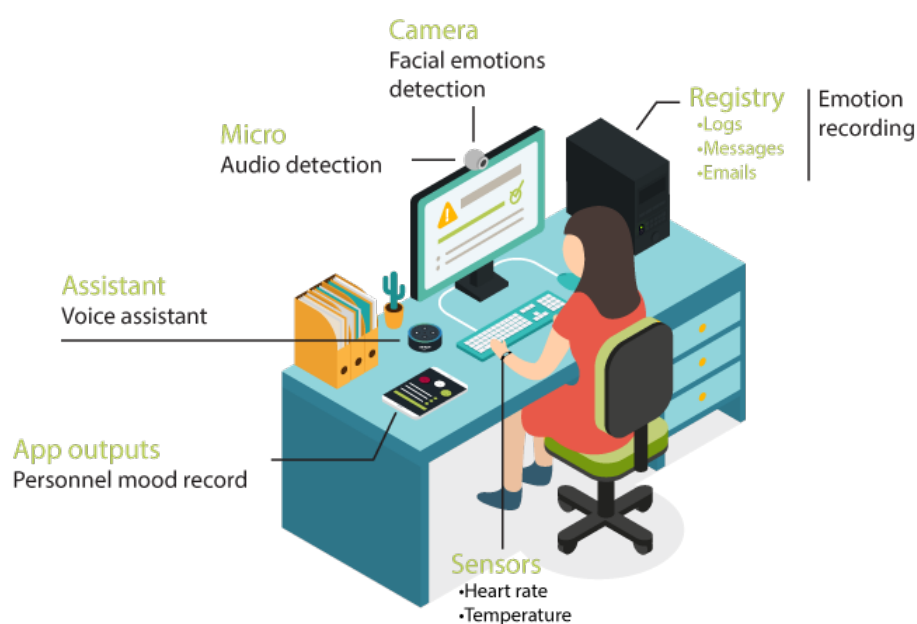 Camera
Facial emotions
detection
Registry
•Logs
•Messages
•Emails
Emotion
recording
Micro
Audio detection
Assistant
Voice assistant
App outputs
Personnel mood record
Sensors
•Heart rate
•Temperature